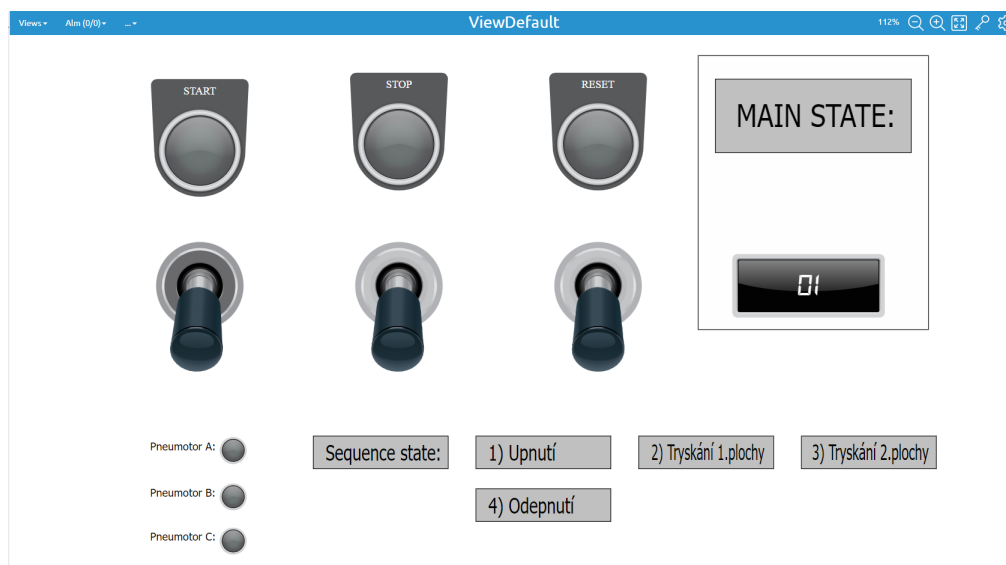 Views Alm (0/0) ... ViewDefault 112%
START STOP RESET
MAIN STATE:
01
Pneumotor A: Sequence state: 1) Upnutí 2) Tryskání 1.plochy 3) Tryskání 2.plochy
Pneumotor B: 4) Odepnutí
Pneumotor C: